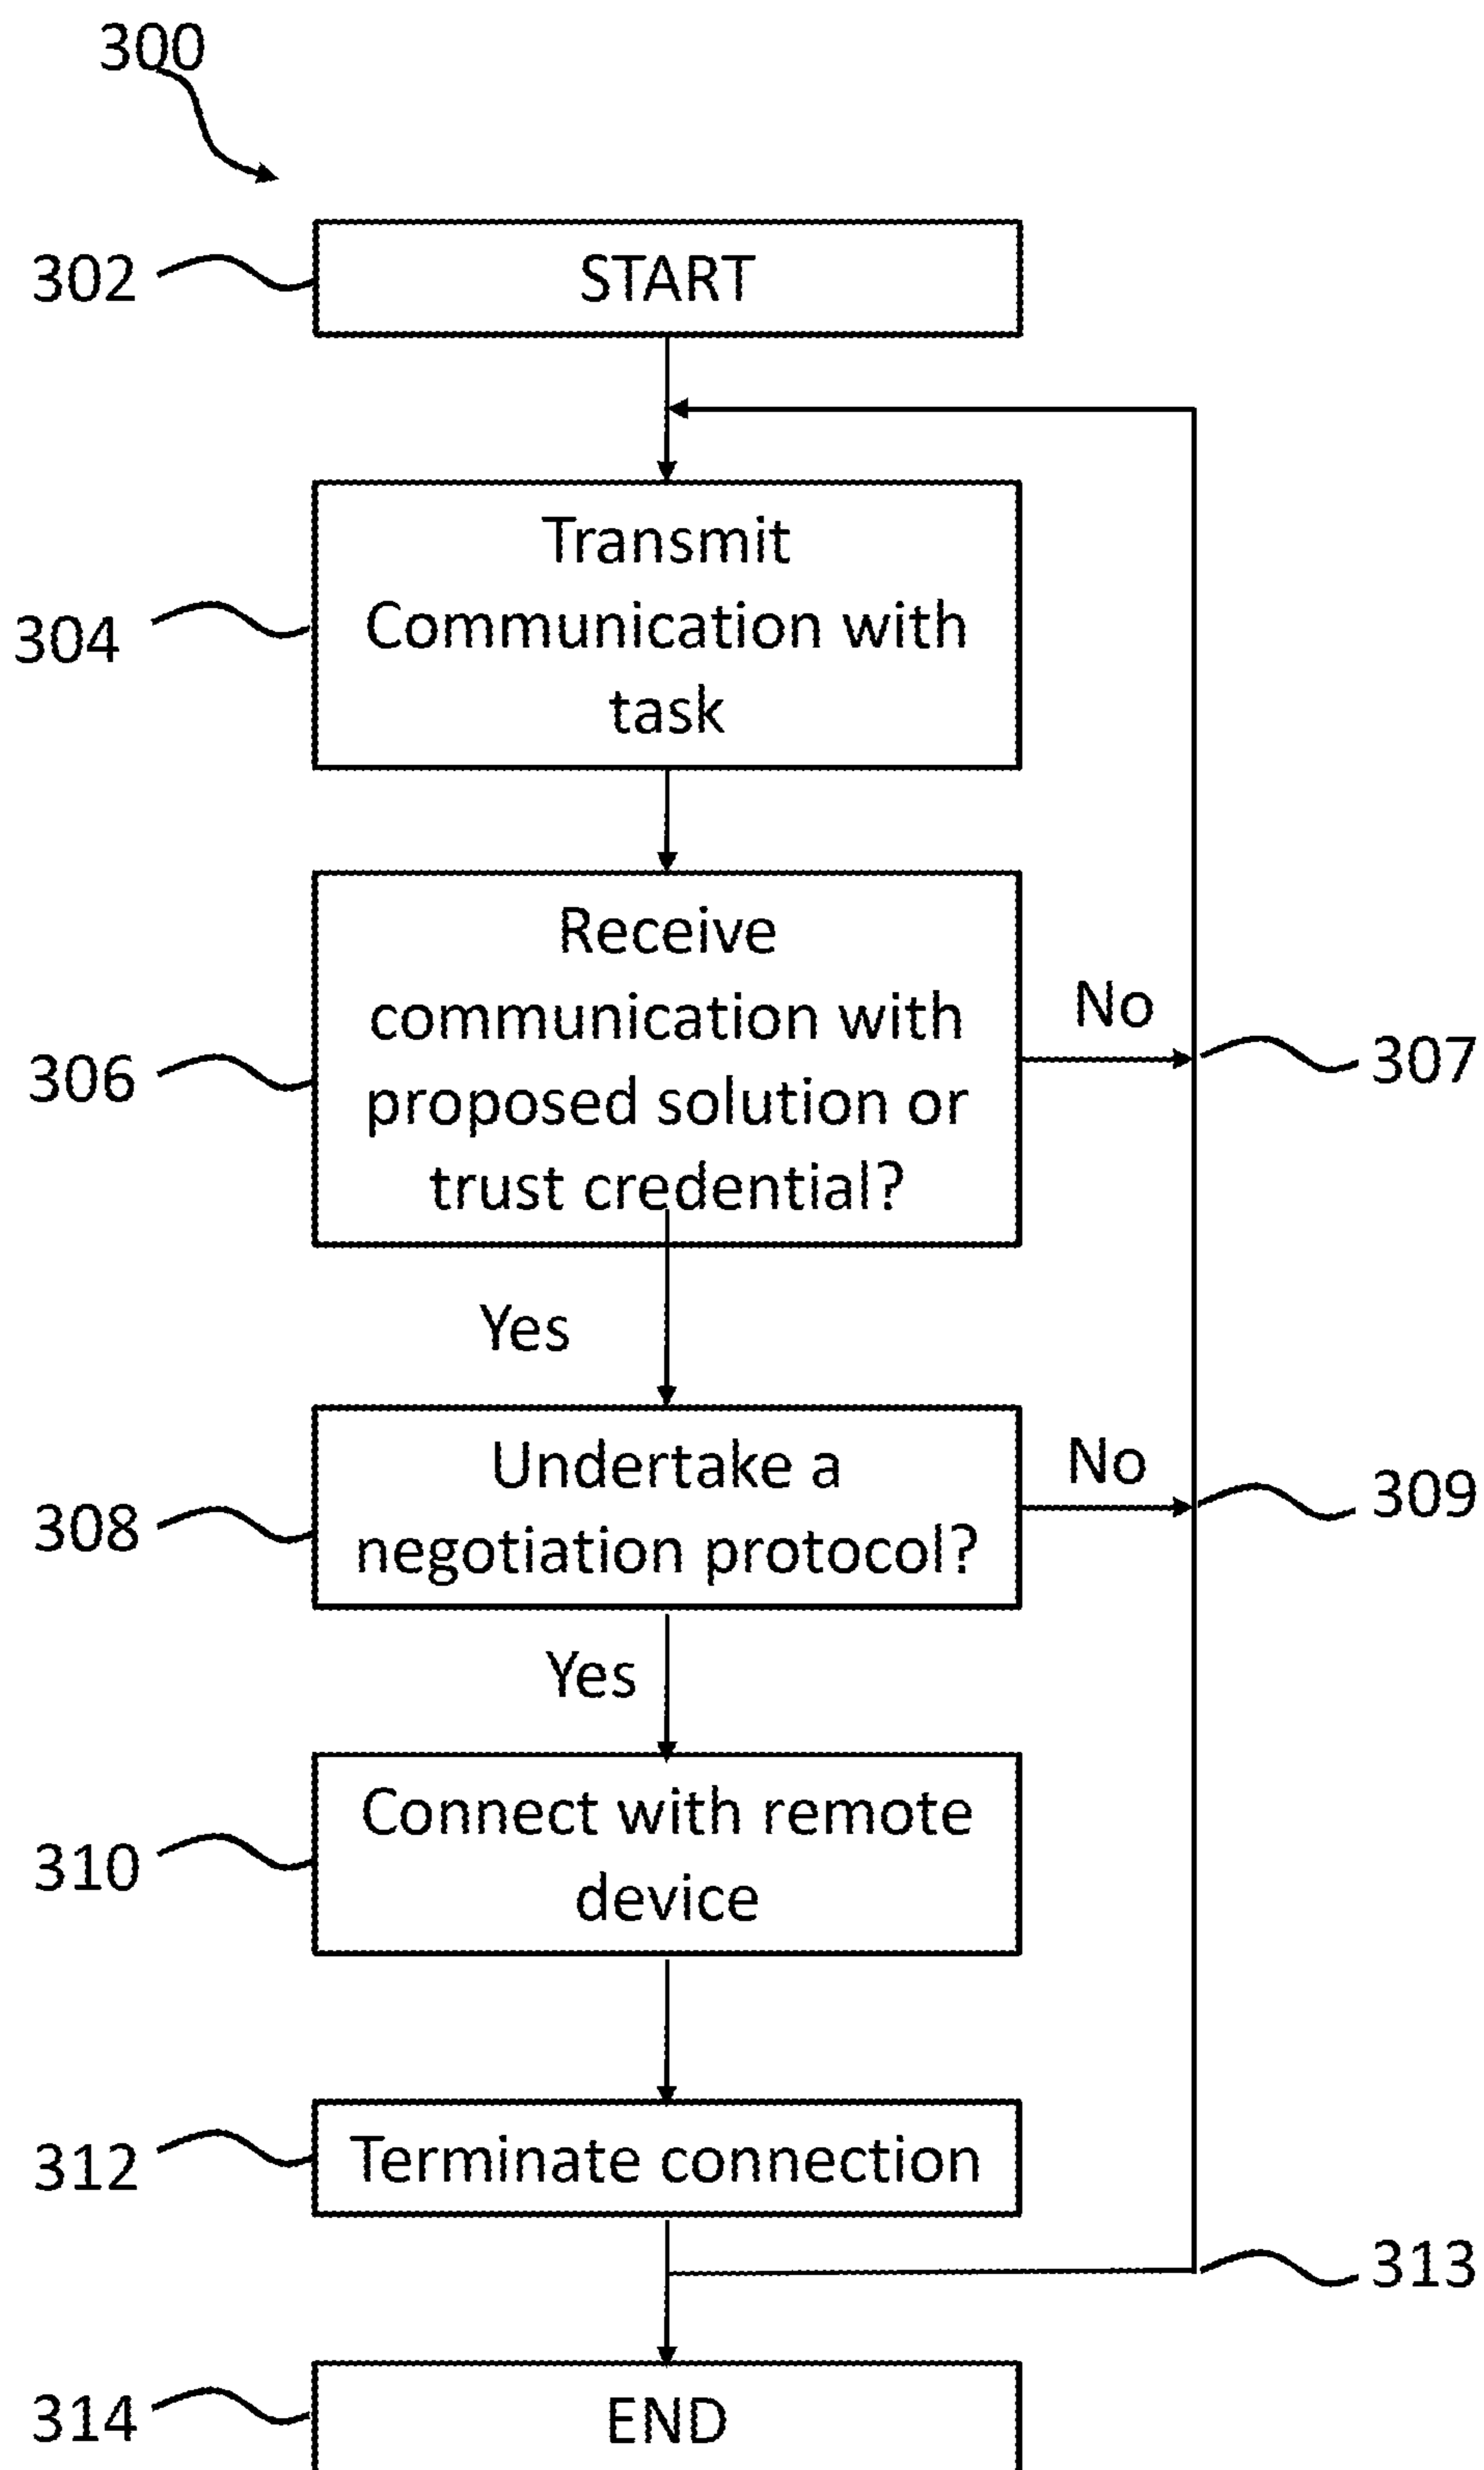 300
302
START
304
Transmit
Communication with
task
306
Receive
communication with
proposed solution or
trust credential?
No
307
Yes
308
Undertake a
negotiation protocol?
No
309
Yes
310
Connect with remote
device
312
Terminate connection
313
314
END